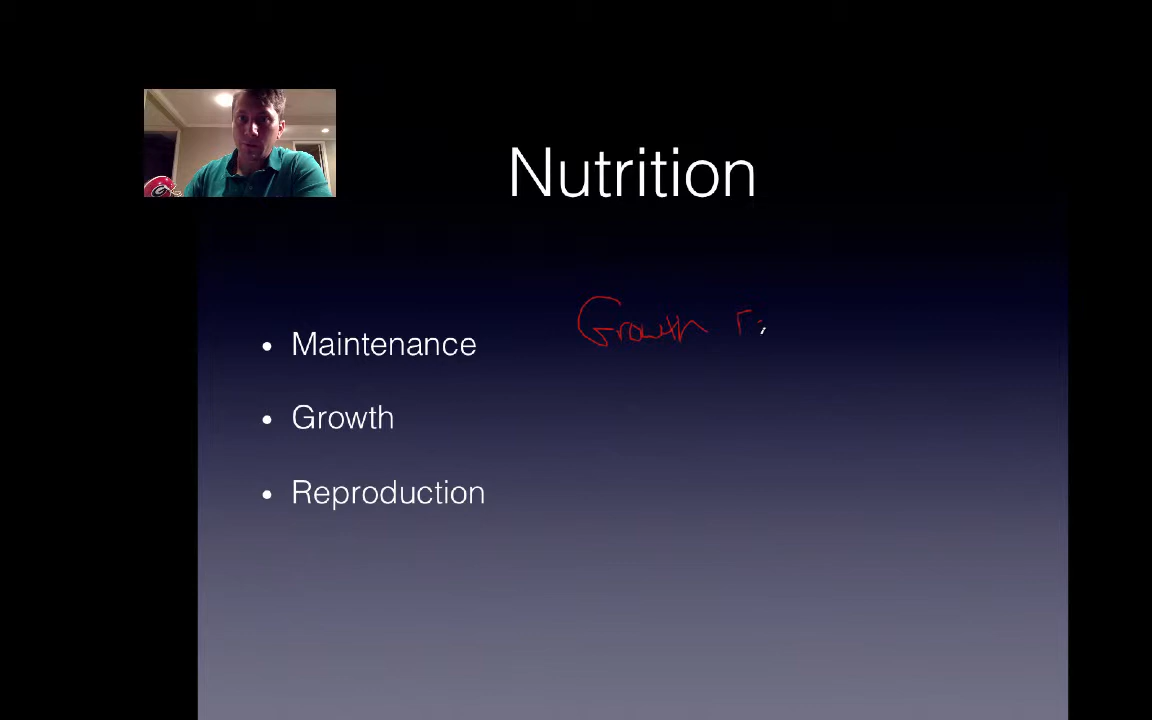 Nutrition
Growth r
• Maintenance
• Growth
• Reproduction